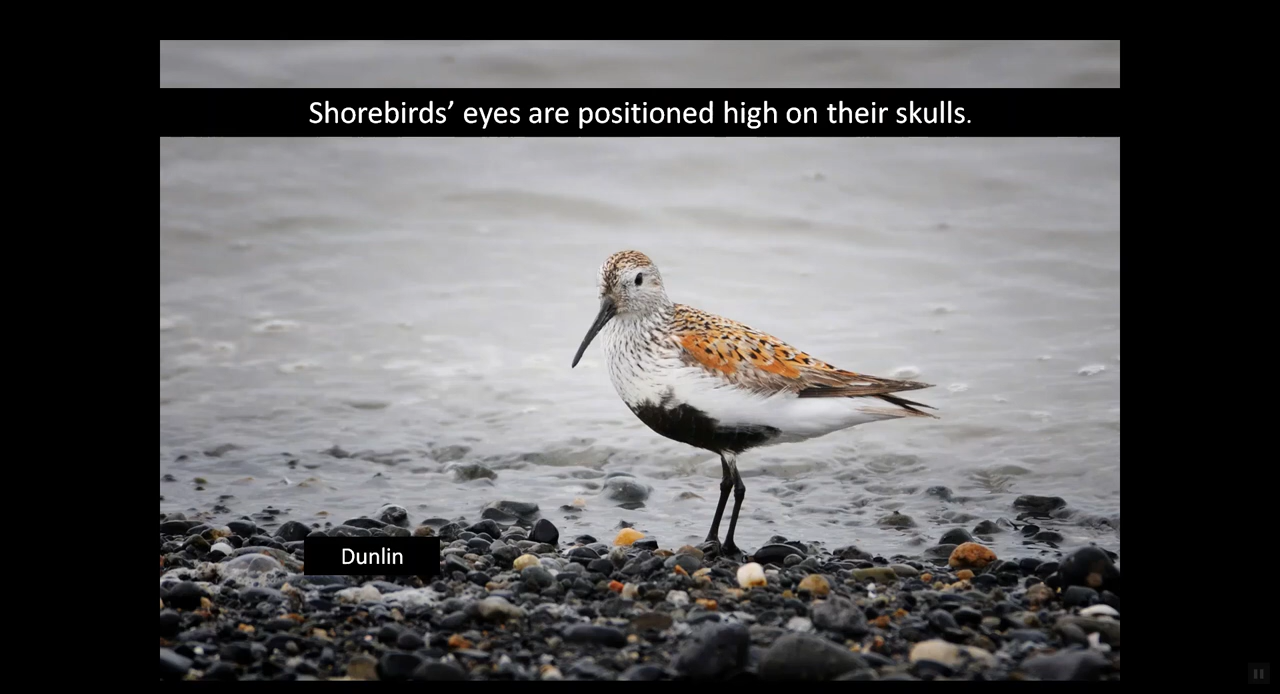 Shorebirds’ eyes are positioned high on their skulls.
Dunlin